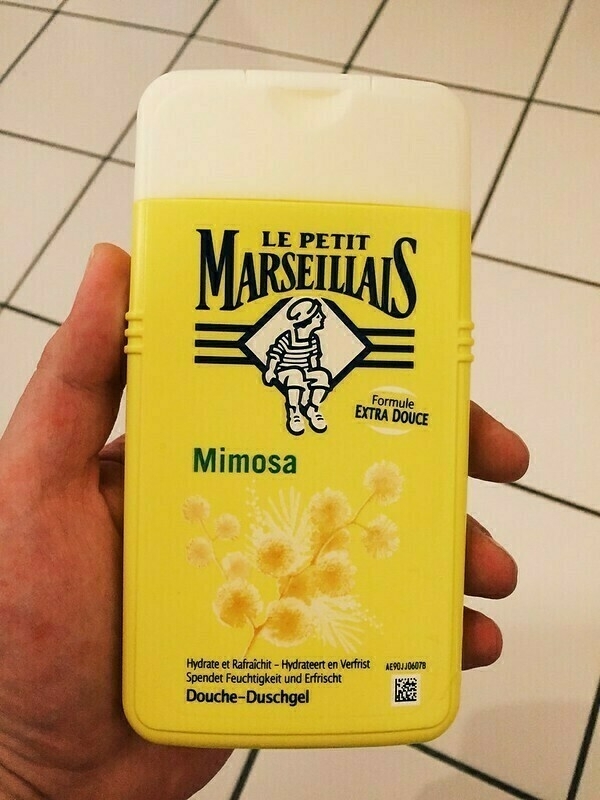 LE PETIT
MARSEILLAIS
Formule
EXTRA DOUCE
Mimosa
Hydrate et Rafraîchit - Hydrateert en Verfrist
Spendet Feuchtigkeit und Erfrischt
Douche-Duschgel
AE90JJ0607B